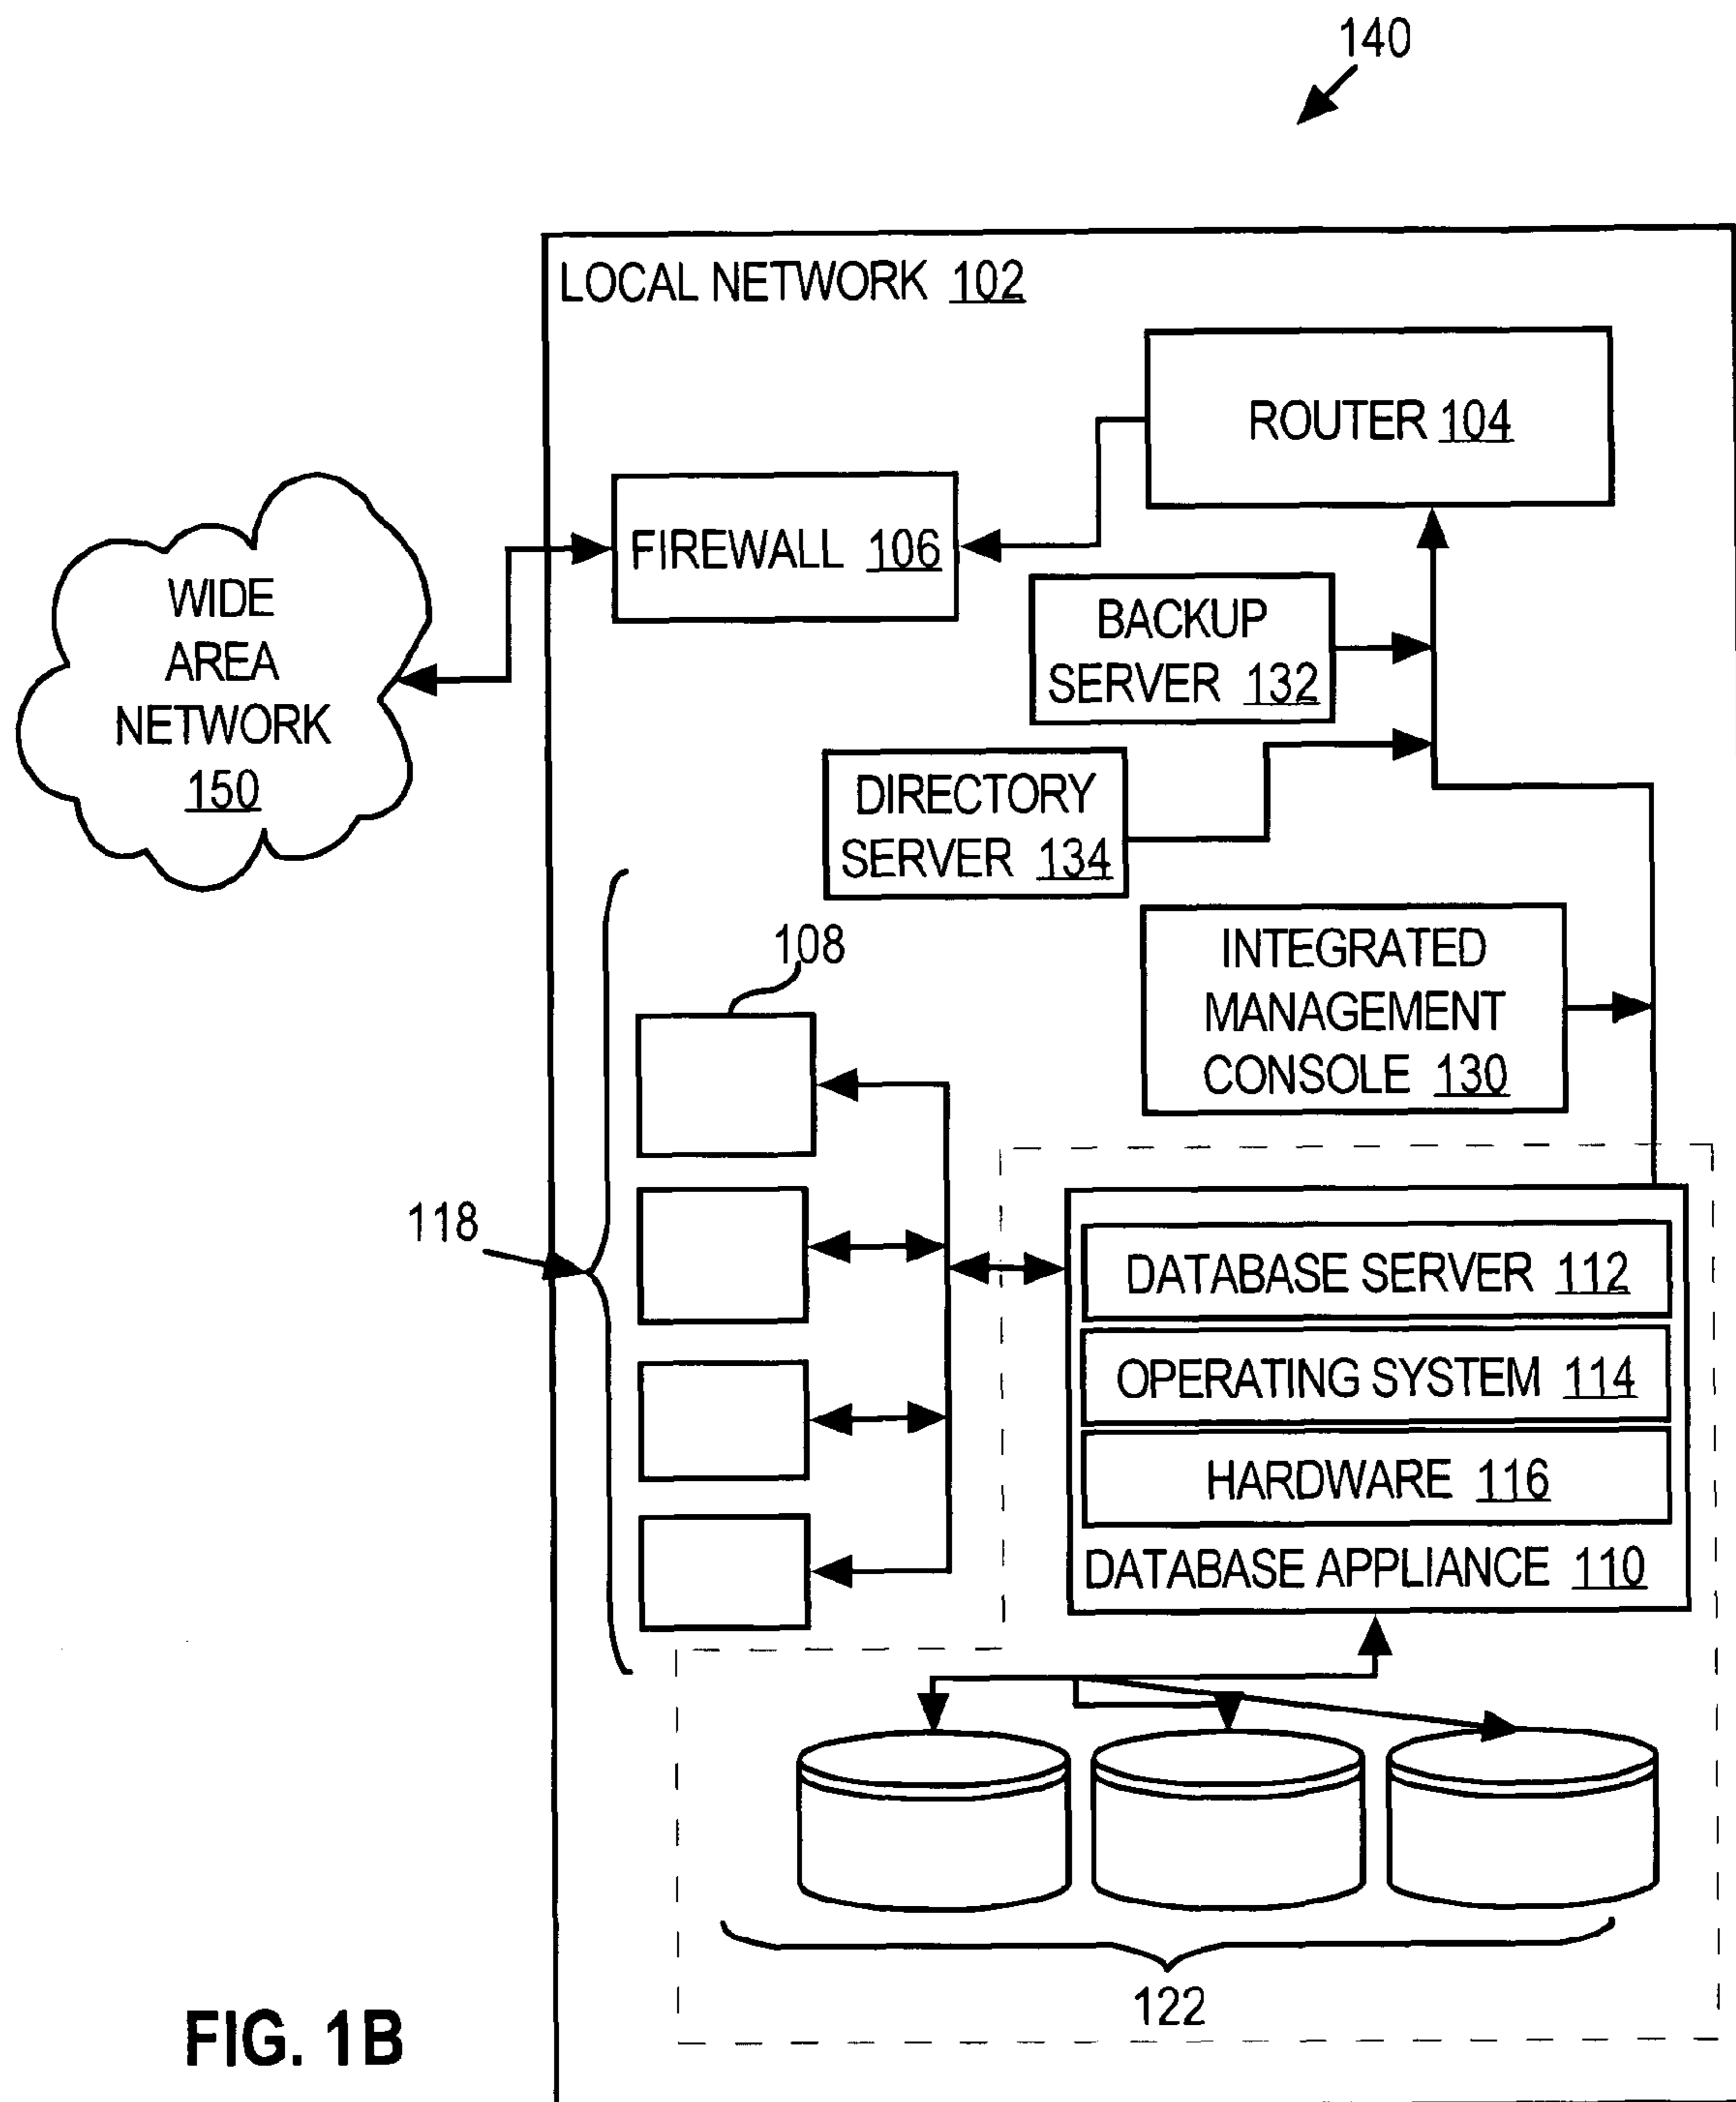 140
LOCAL NETWORK 102
ROUTER 104
FIREWALL 106
WIDE
AREA
NETWORK
150
BACKUP
SERVER 132
DIRECTORY
SERVER 134
INTEGRATED
MANAGEMENT
CONSOLE 130
108
118
DATABASE SERVER 112
OPERATING SYSTEM 114
HARDWARE 116
DATABASE APPLIANCE 110
122
FIG. 1B